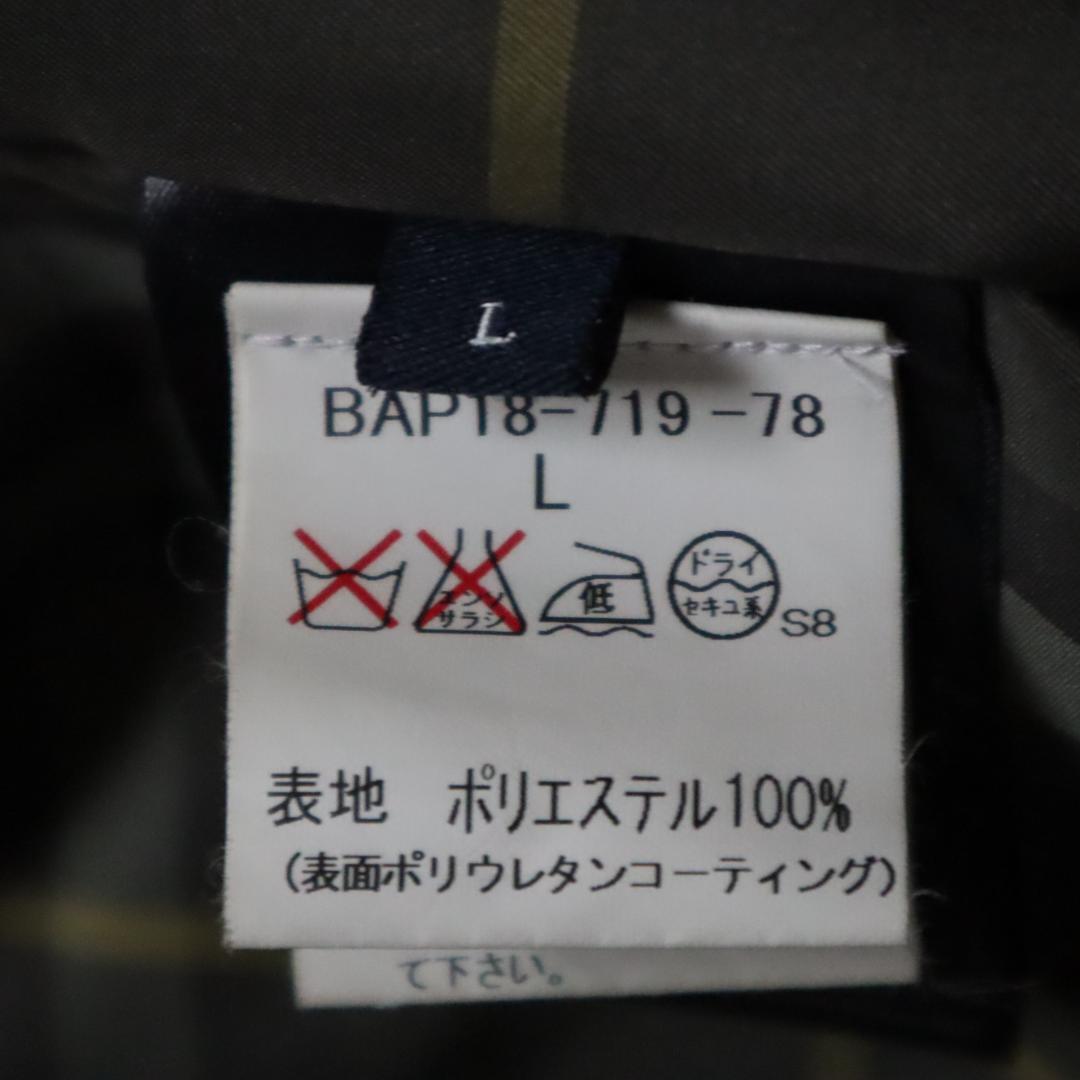 L
BAP18-719-78
L
エンソ
サラシ
低
ドライ
セキユ系
S8
表地 ポリエステル100%
(表面ポリウレタンコーティング)
て下さい。